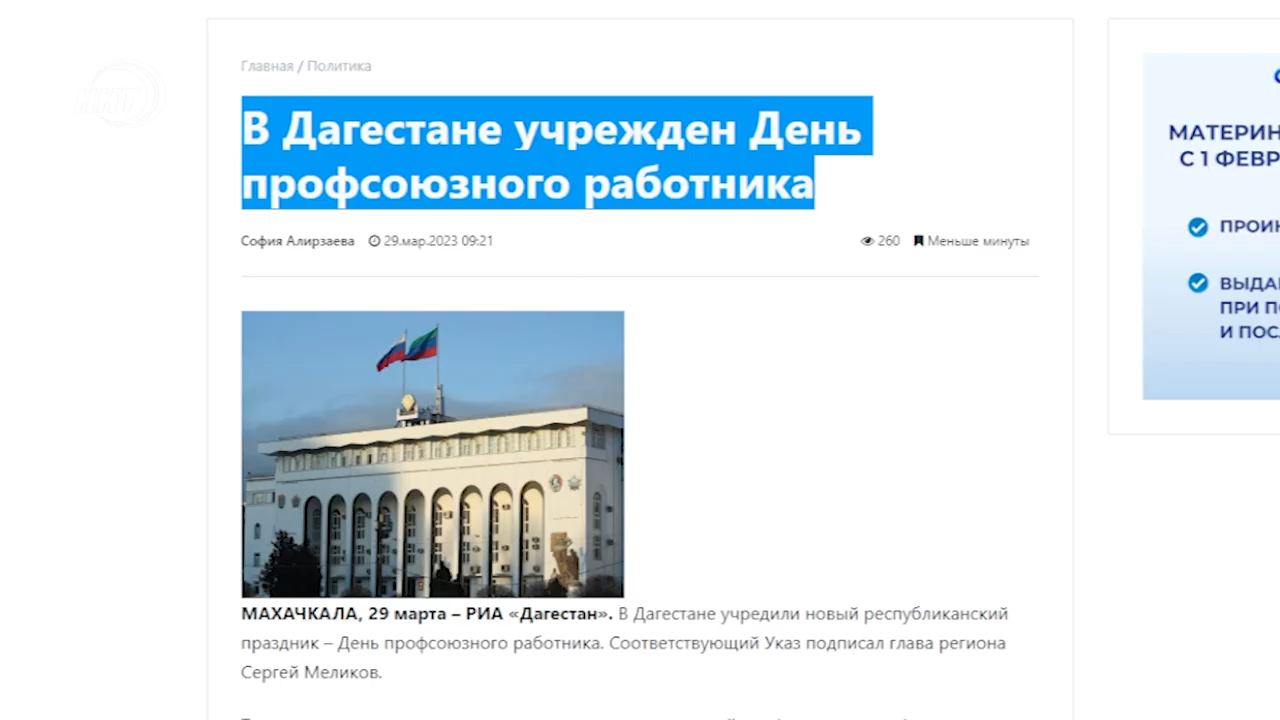 Главная / Политика
В Дагестане учрежден День
профсоюзного работника
София Алирзаева 29.мар.2023 09:21
260 Меньше минуты
МАХАЧКАЛА, 29 марта – РИА «Дагестан». В Дагестане учредили новый республиканский
праздник – День профсоюзного работника. Соответствующий Указ подписал глава региона
Сергей Меликов.
МАТЕРИН
С 1 ФЕВР
ПРОИН
ВЫДА
ПРИ П
И ПОС
ННТ